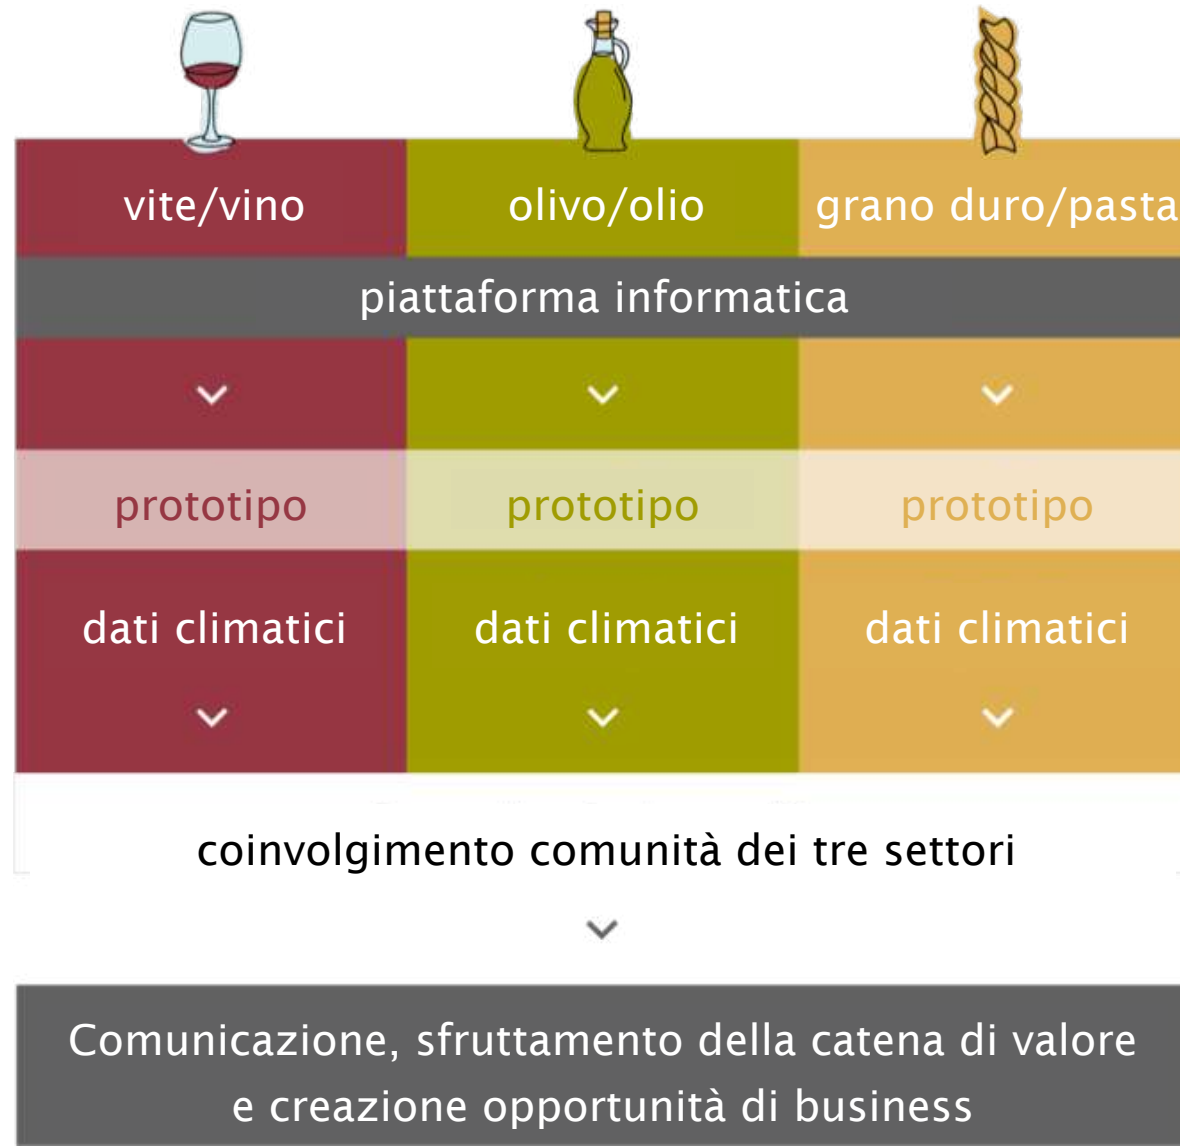 vite/vino
olivo/olio
grano duro/pasta
piattaforma informatica
prototipo
prototipo
prototipo
dati climatici
dati climatici
dati climatici
coinvolgimento comunità dei tre settori
Comunicazione, sfruttamento della catena di valore
e creazione opportunità di business